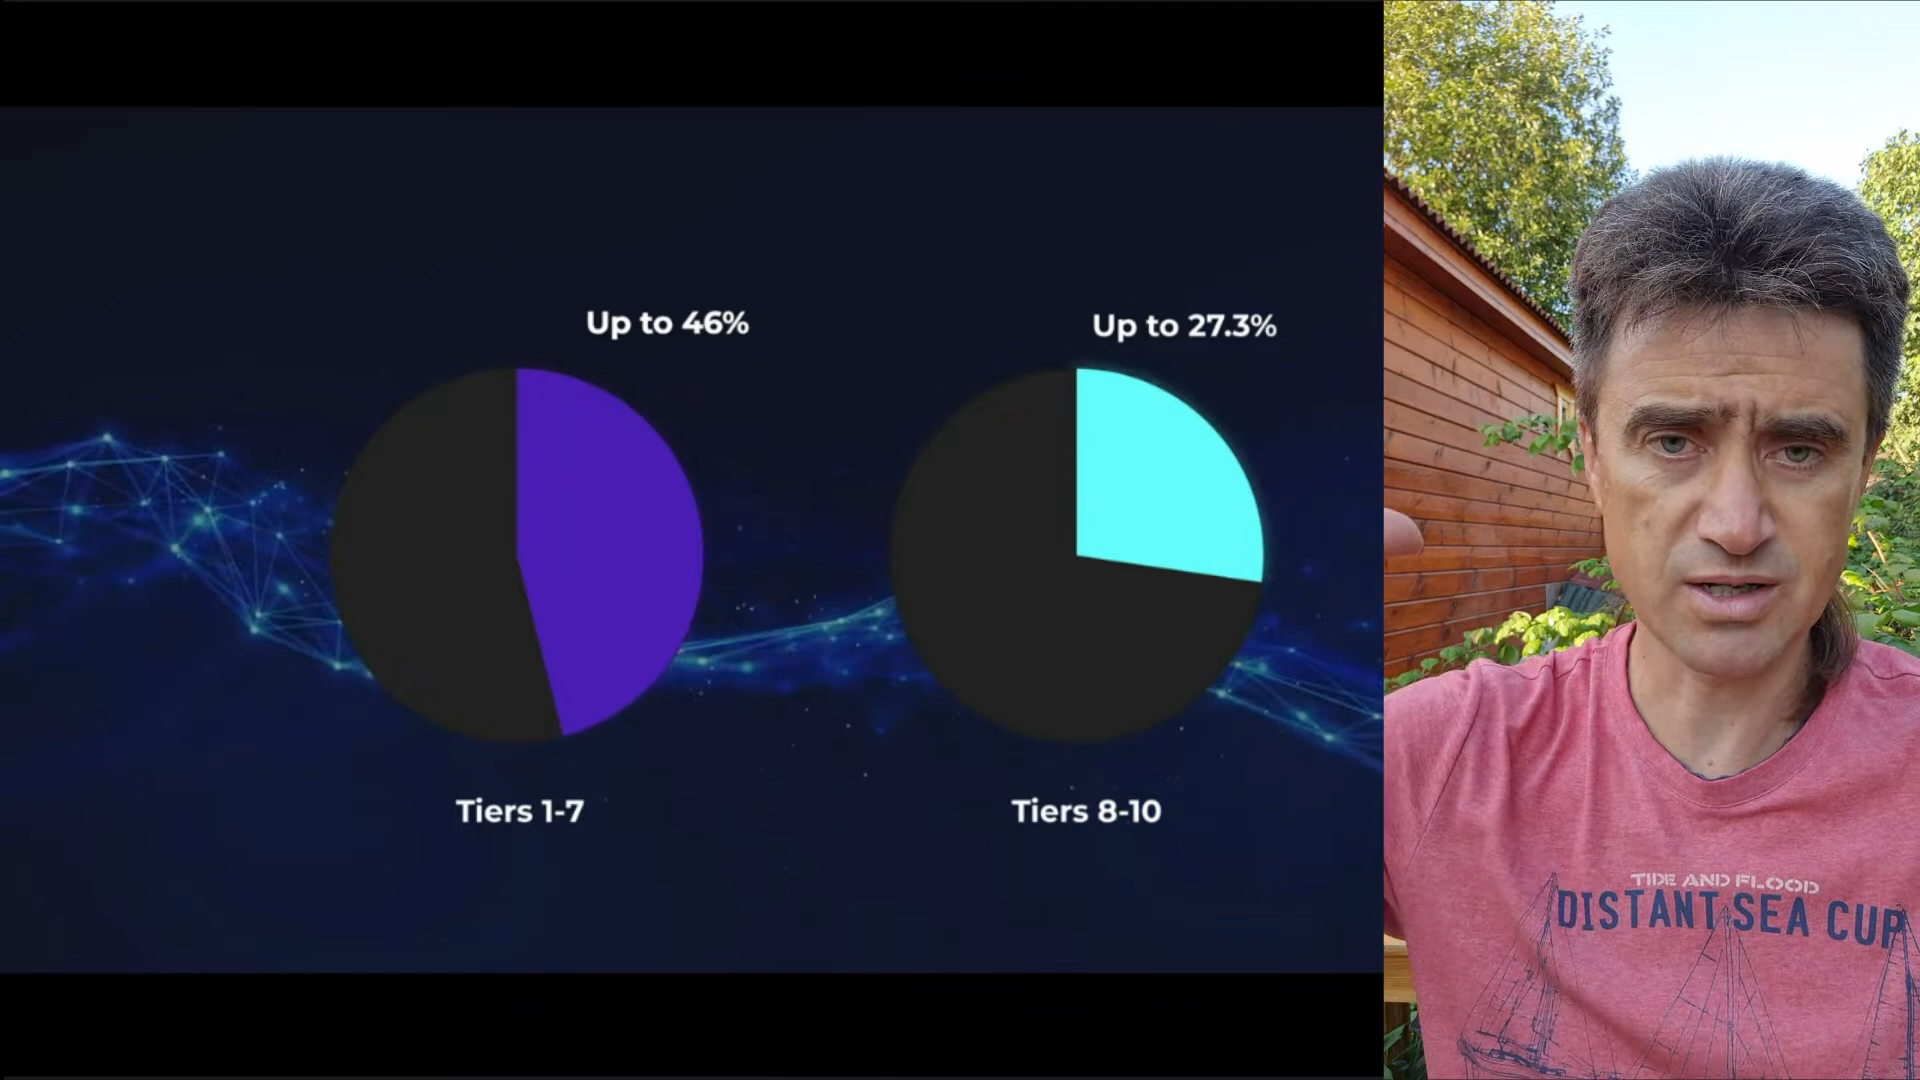 Up to 46%
Up to 27.3%
Tiers 1-7
Tiers 8-10
TIDE AND FLOOD
DISTANT SEA CUP